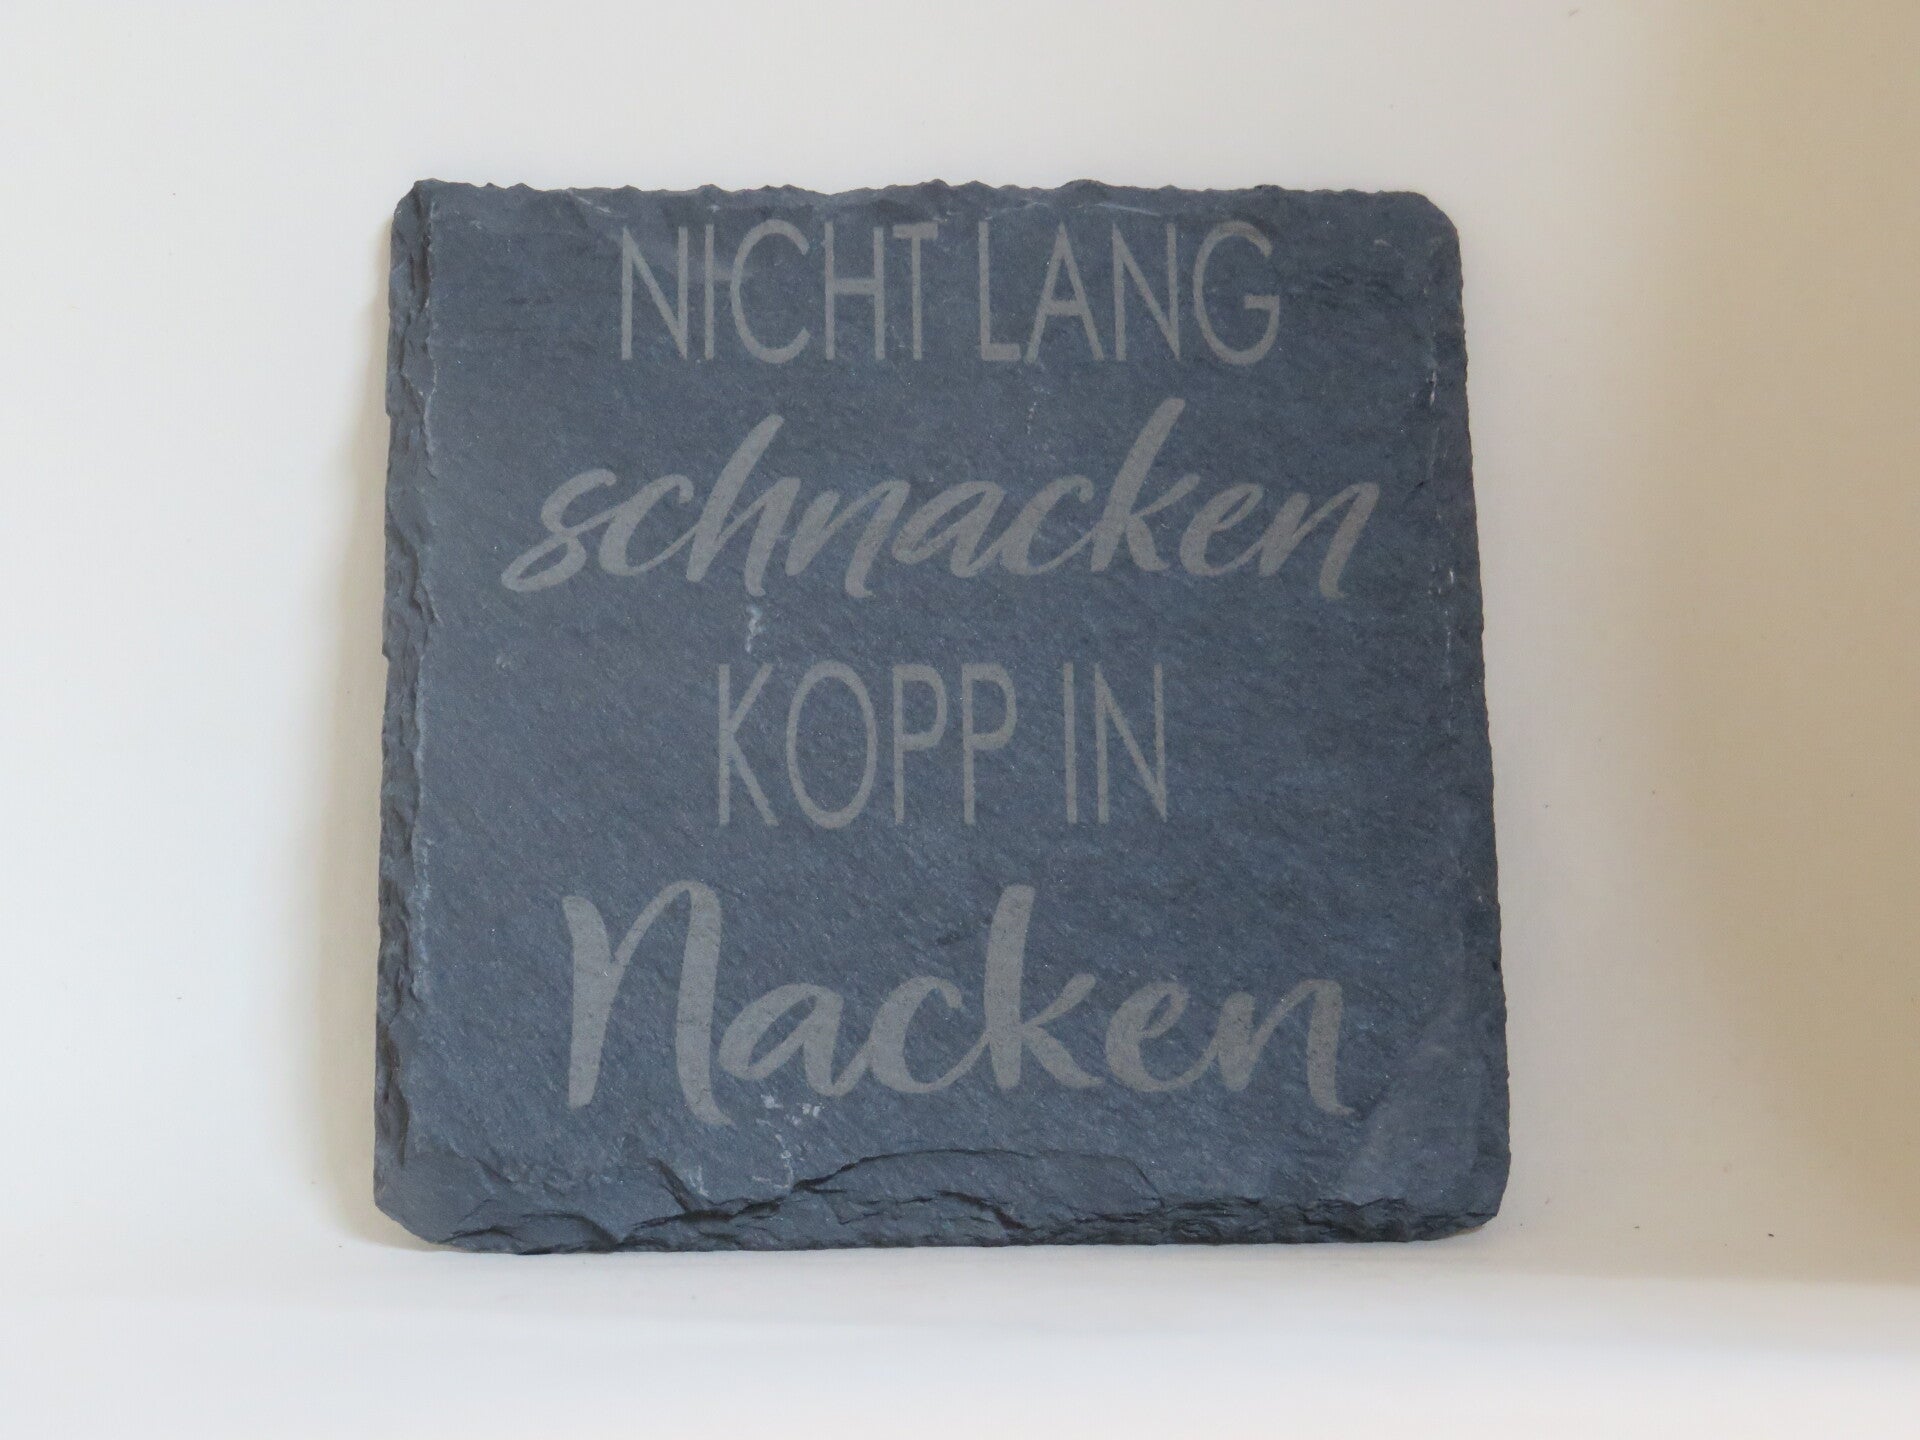 NICHT LANG
schnacken
KOPP IN
Nacken